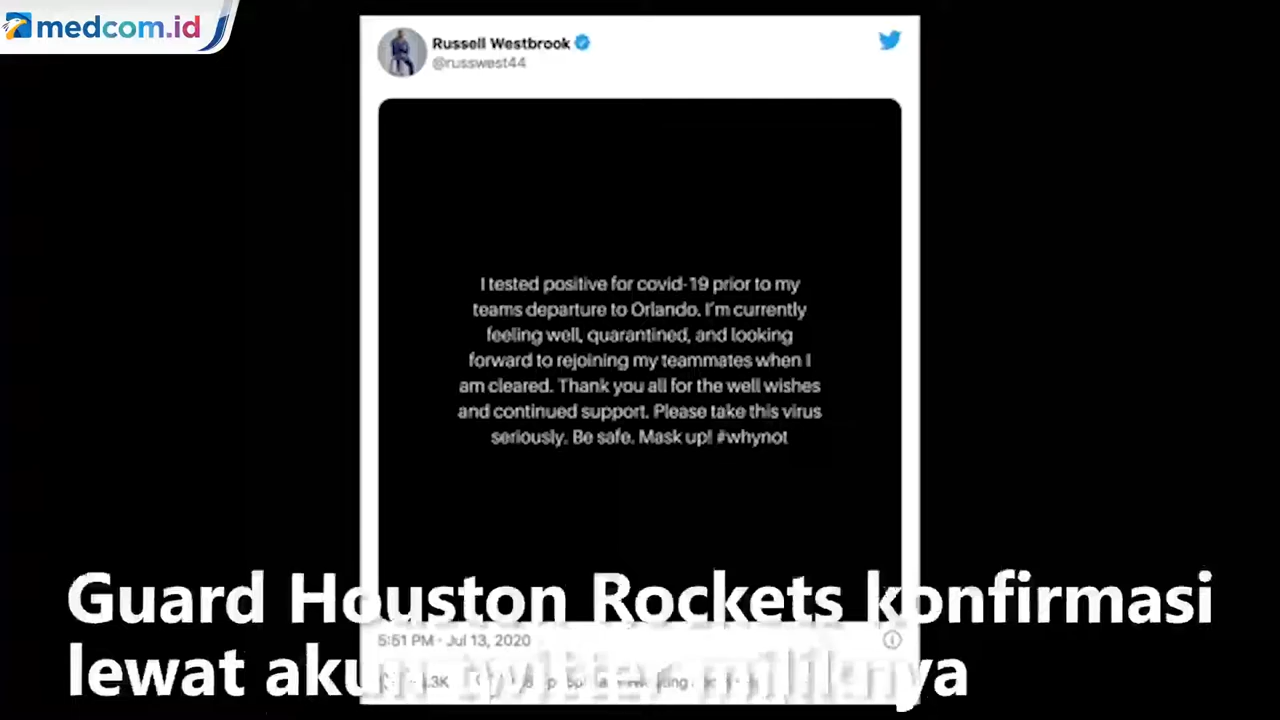 medcom.id
Russell Westbrook
@russwest44
I tested positive for covid-19 prior to my
teams departure to Orlando. I'm currently
feeling well, quarantined, and looking
forward to rejoining my teammates when I
am cleared. Thank you all for the well wishes
and continued support. Please take this virus
seriously. Be safe. Mask up! #whynot
Guard Houston Rockets konfirmasi
5:51 PM · Jul 13, 2020
lewat akun twitter miliknya